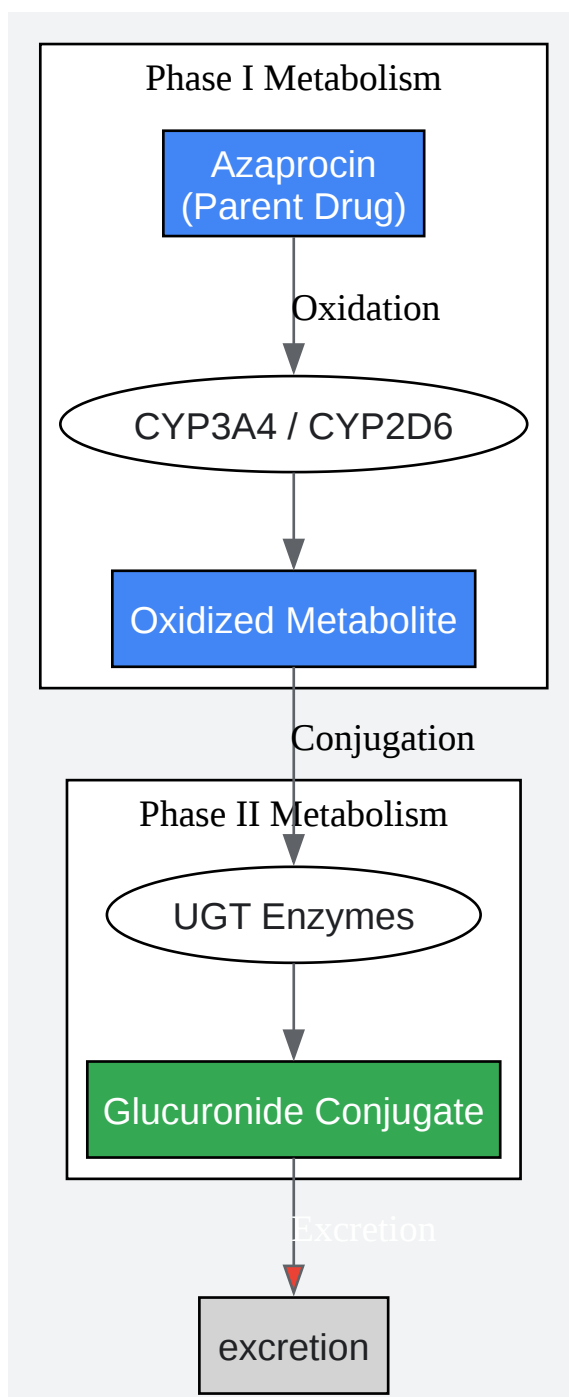 Phase I Metabolism
Azaprocin
(Parent Drug)
Oxidation
CYP3A4 / CYP2D6
Oxidized Metabolite
Conjugation
Phase II Metabolism
UGT Enzymes
Glucuronide Conjugate
Excretion
excretion